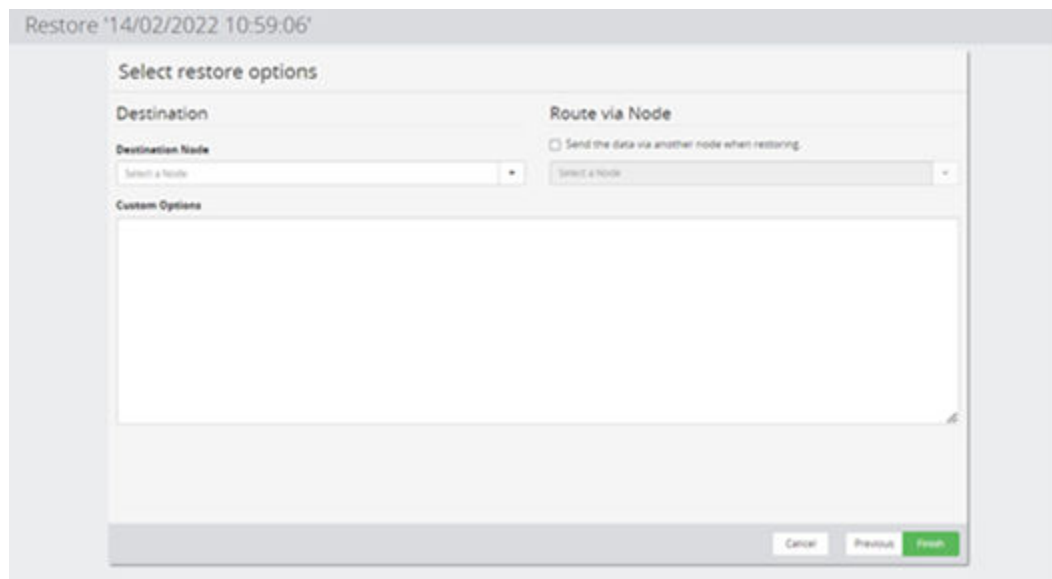 Restore '14/02/2022 10:59:06'
Select restore options
Destination
Route via Node
Destination Node
Send the data via another node when restoring.
Select a Node
Select a Node
Custom Options
Cancel
Previous
Finish